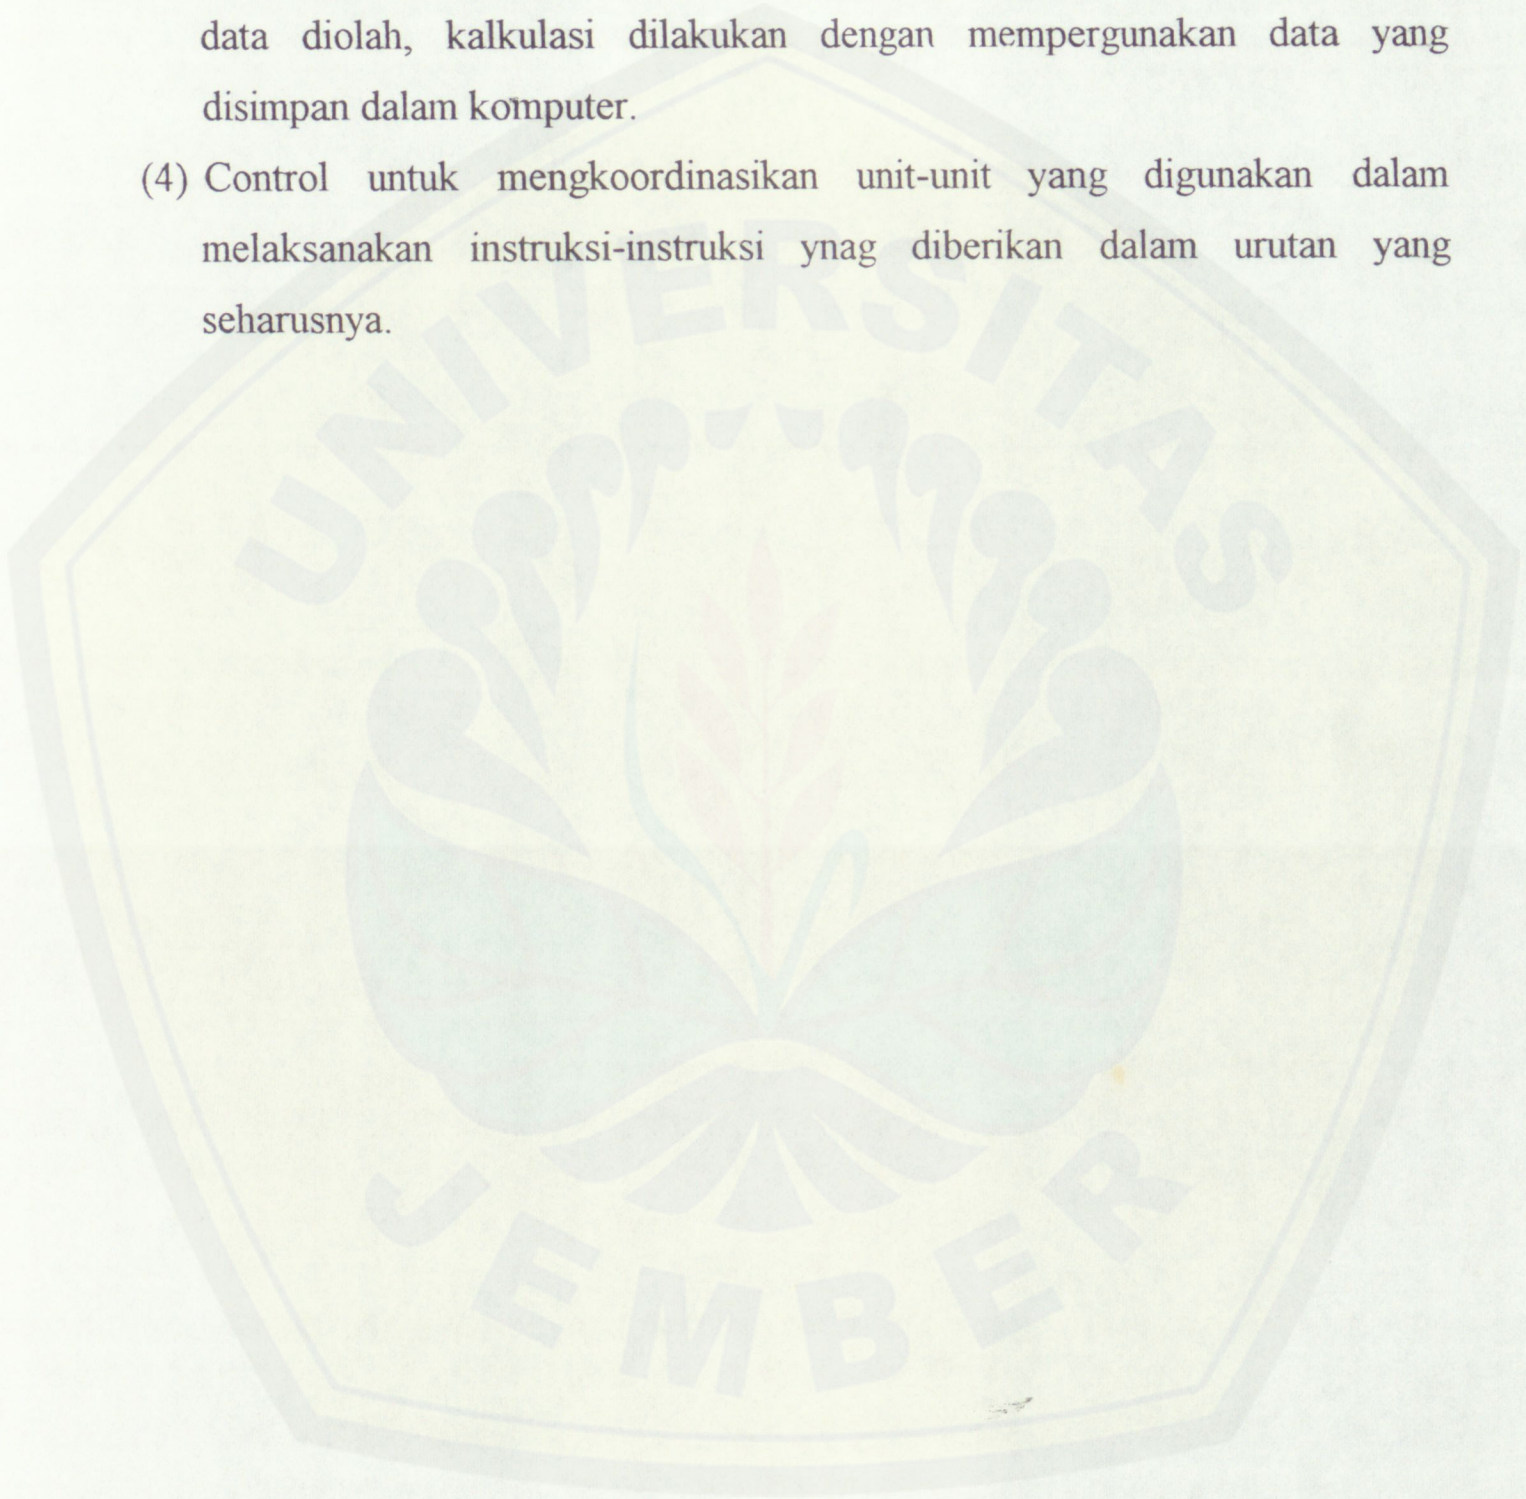 data diolah, kalkulasi dilakukan dengan mempergunakan data yang
disimpan dalam komputer.
(4) Control untuk mengkoordinasikan unit-unit yang digunakan dalam
melaksanakan instruksi-instruksi ynag diberikan dalam urutan yang
seharusnya.
UNIVERSITAS
JEMBER